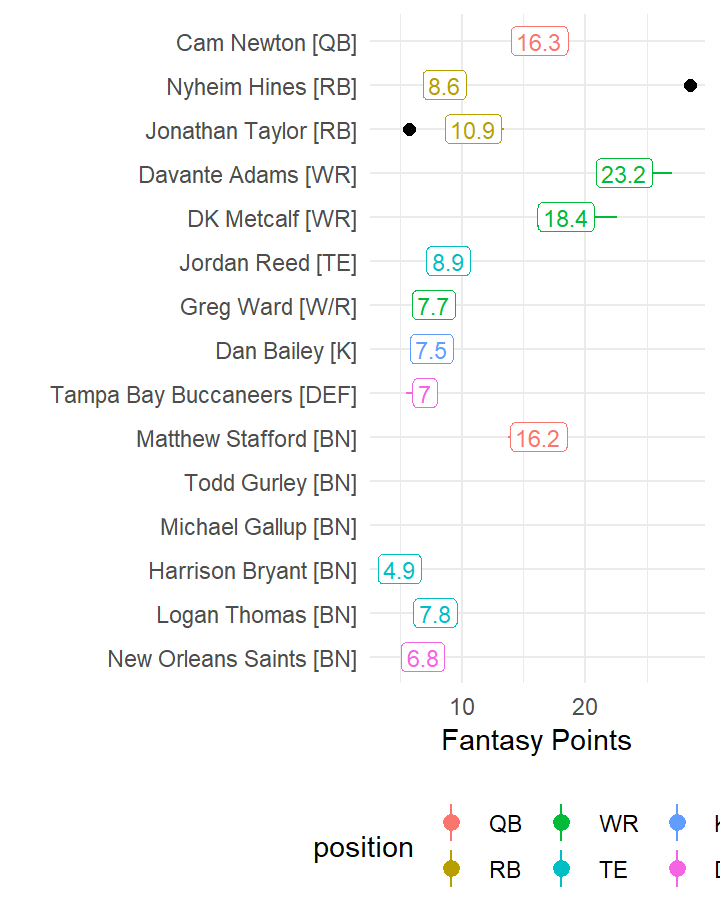 Cam Newton [QB] 16.3
Nyheim Hines [RB] 8.6
Jonathan Taylor [RB] 10.9
Davante Adams [WR] 23.2
DK Metcalf [WR] 18.4
Jordan Reed [TE] 8.9
Greg Ward [W/R] 7.7
Dan Bailey [K] 7.5
Tampa Bay Buccaneers [DEF] 7
Matthew Stafford [BN] 16.2
Todd Gurley [BN]
Michael Gallup [BN]
Harrison Bryant [BN] 4.9
Logan Thomas [BN] 7.8
New Orleans Saints [BN] 6.8
10 20
Fantasy Points
position
QB WR
RB TE